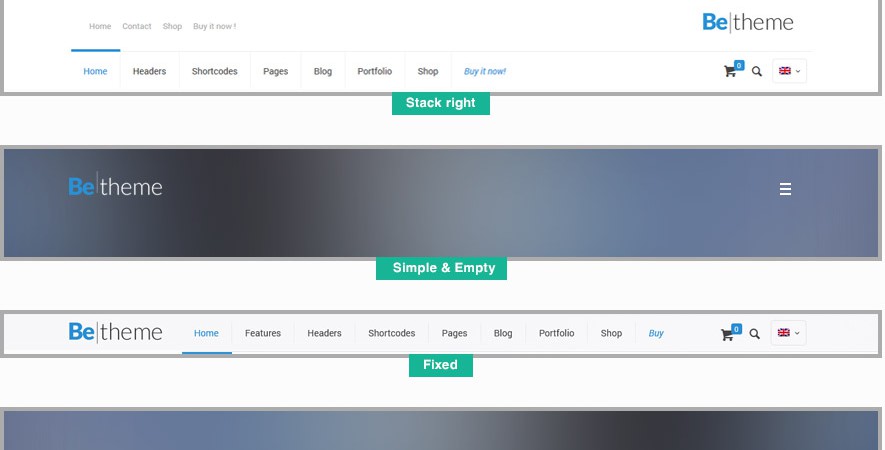 Home Contact Shop Buy it now !
Be|theme
Home Headers Shortcodes Pages Blog Portfolio Shop Buy it now! 0
Stack right
Be|theme
Simple & Empty
Be|theme Home Features Headers Shortcodes Pages Blog Portfolio Shop Buy 0
Fixed